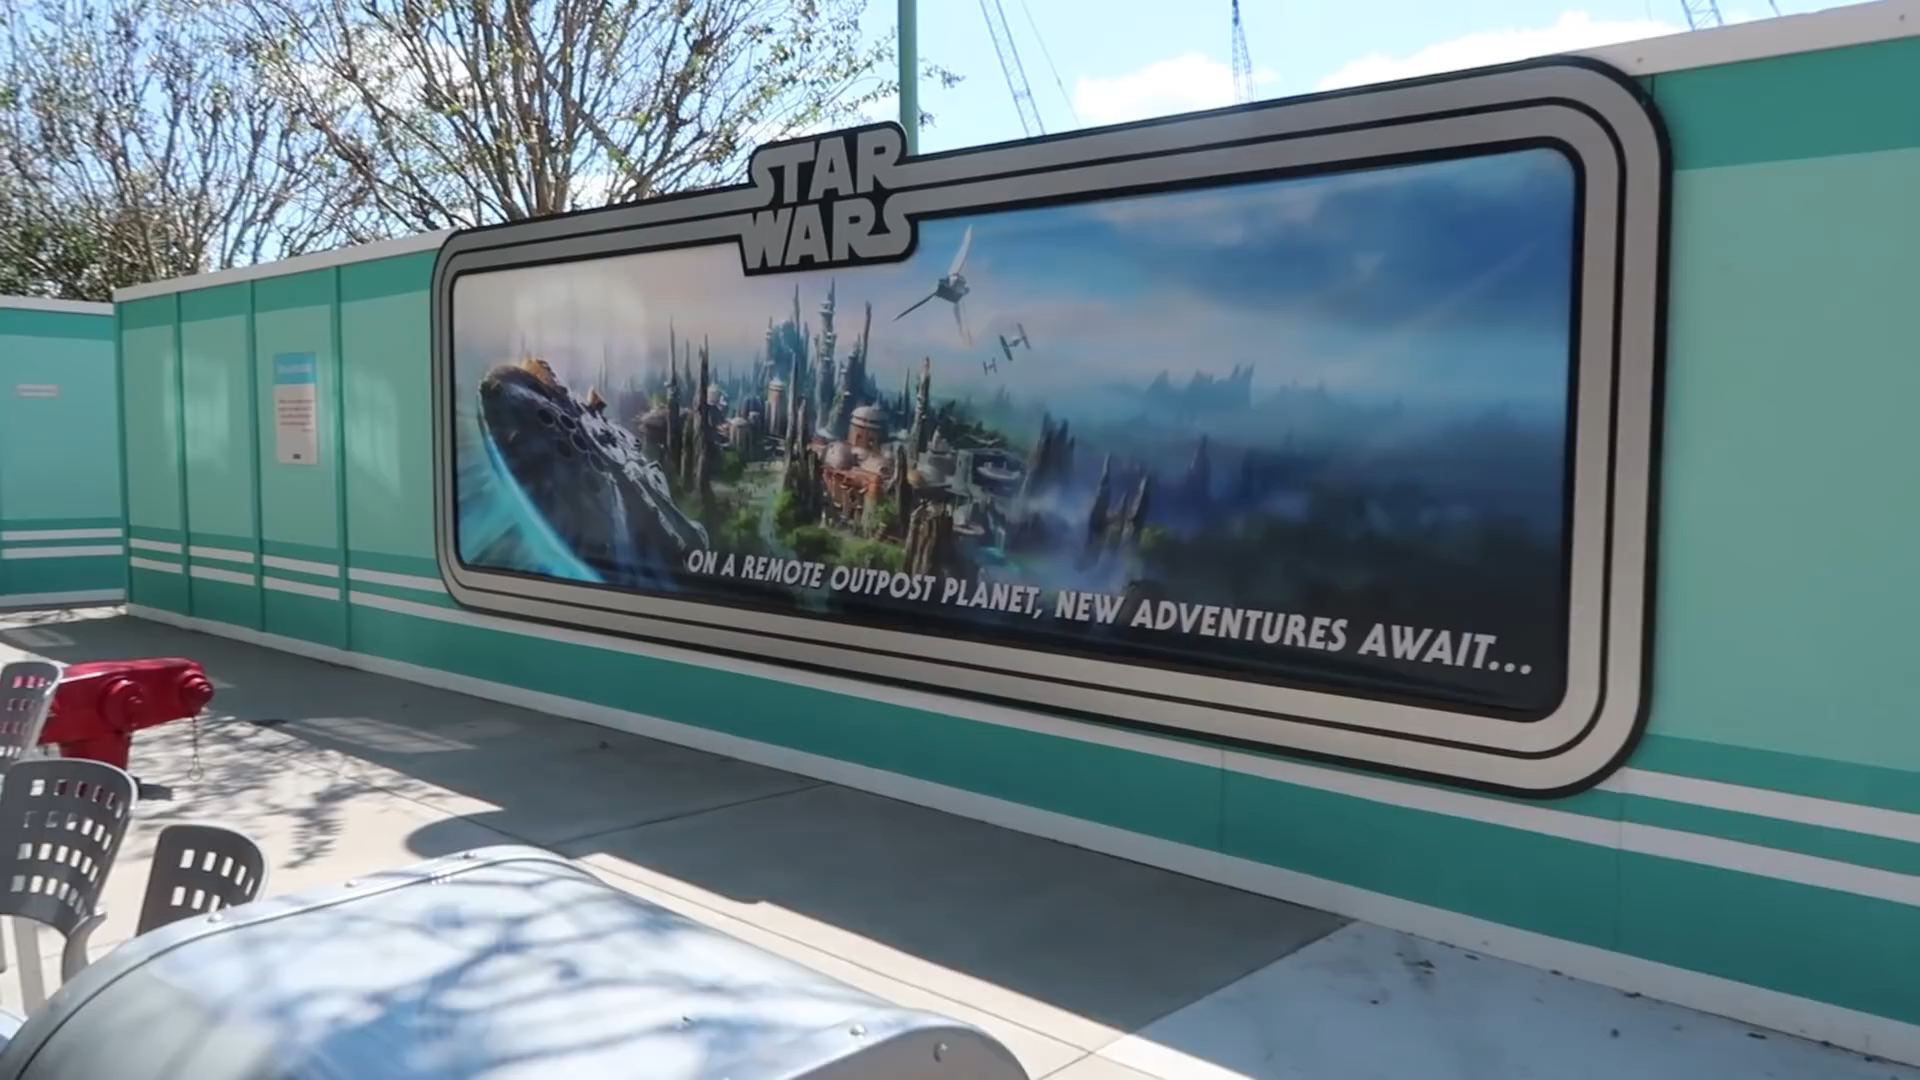 STAR
WARS
ON A REMOTE OUTPOST PLANET, NEW ADVENTURES AWAIT...